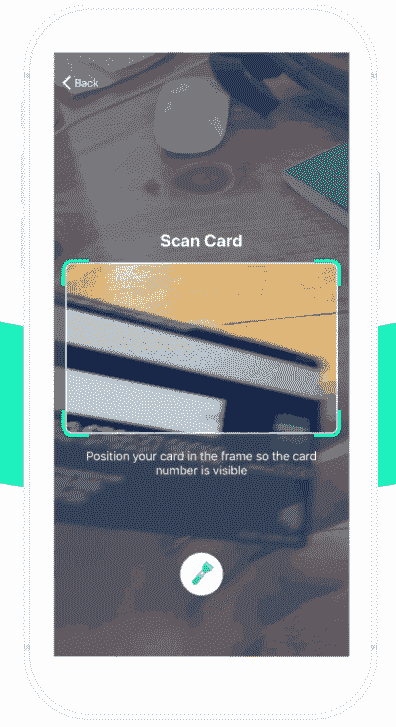 Back
Scan Card
Position your card in the frame so the card
number is visible